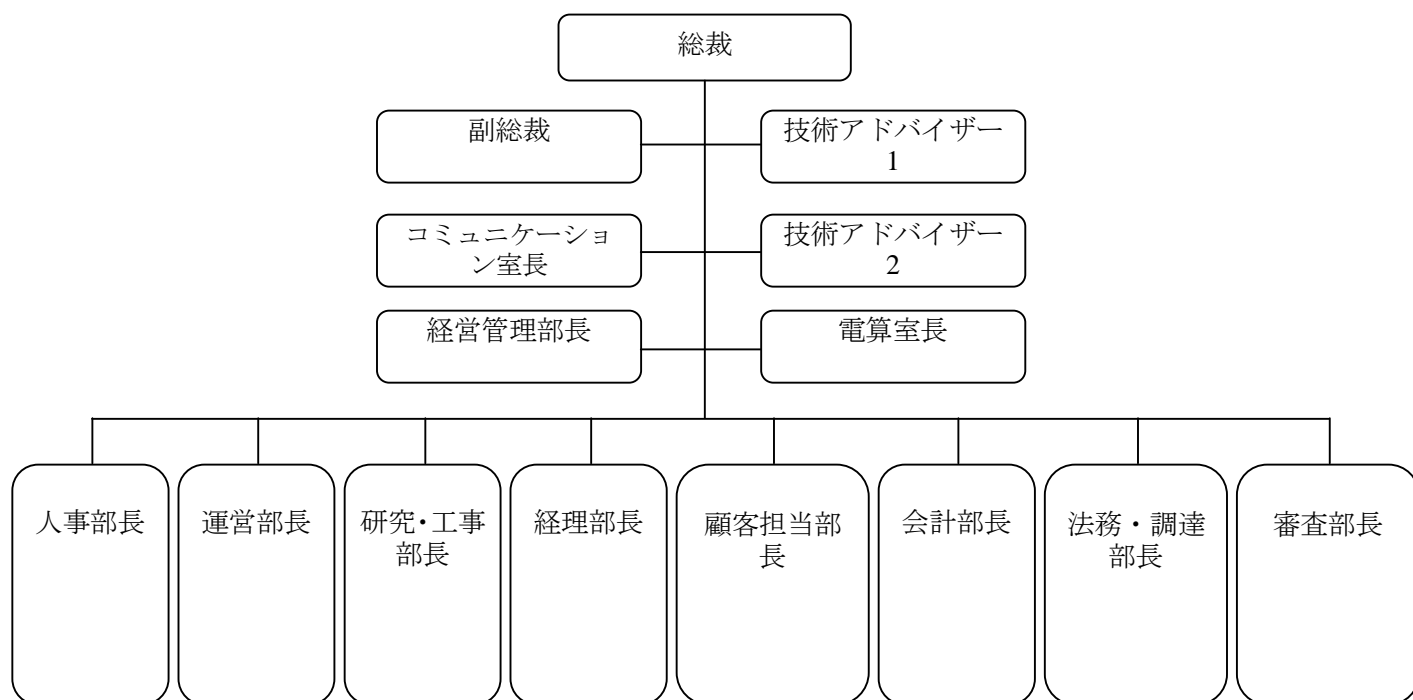 総裁
副総裁
技術アドバイザー
1
コミュニケーショ
ン室長
技術アドバイザー
2
経営管理部長
電算室長
人事部長
運営部長
研究・工事
部長
経理部長
顧客担当部
長
会計部長
法務・調達
部長
審査部長